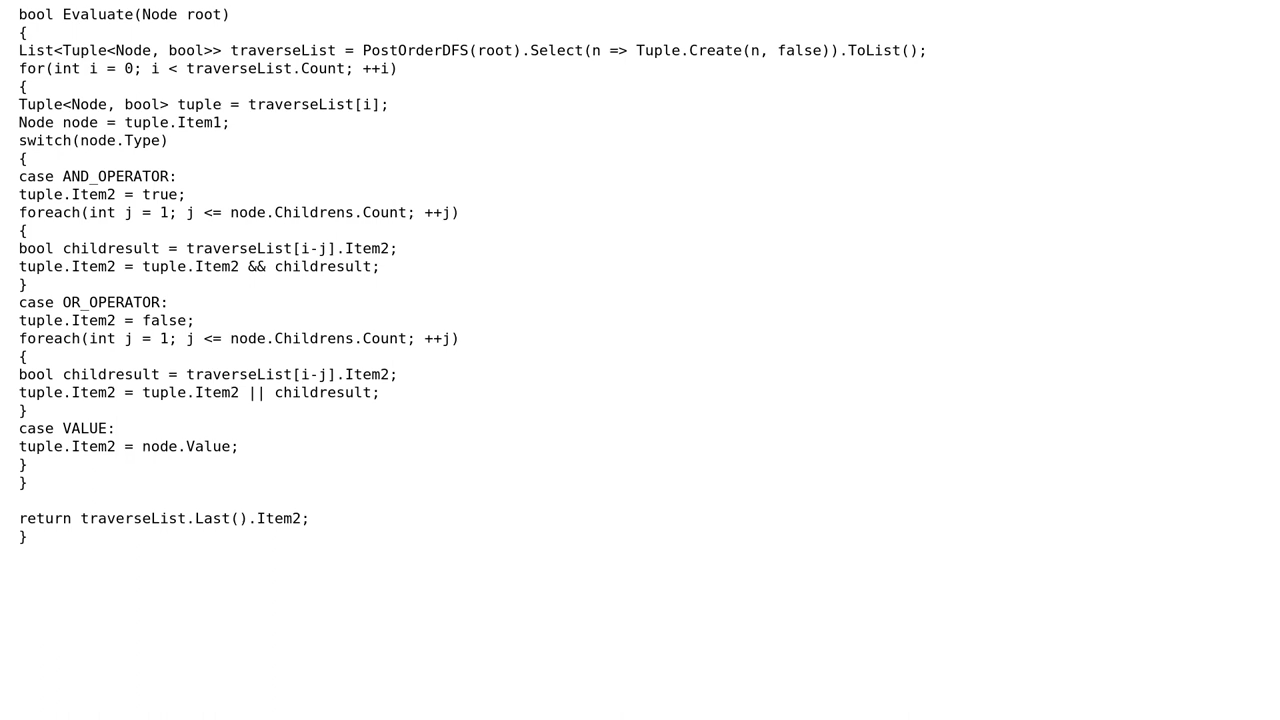 bool Evaluate(Node root)
{
List<Tuple<Node, bool>> traverseList = PostOrderDFS(root).Select(n => Tuple.Create(n, false)).ToList();
for(int i = 0; i < traverseList.Count; ++i)
{
Tuple<Node, bool> tuple = traverseList[i];
Node node = tuple.Item1;
switch(node.Type)
{
case AND_OPERATOR:
tuple.Item2 = true;
foreach(int j = 1; j <= node.Childrens.Count; ++j)
{
bool childresult = traverseList[i-j].Item2;
tuple.Item2 = tuple.Item2 && childresult;
}
case OR_OPERATOR:
tuple.Item2 = false;
foreach(int j = 1; j <= node.Childrens.Count; ++j)
{
bool childresult = traverseList[i-j].Item2;
tuple.Item2 = tuple.Item2 || childresult;
}
case VALUE:
tuple.Item2 = node.Value;
}
}

return traverseList.Last().Item2;
}